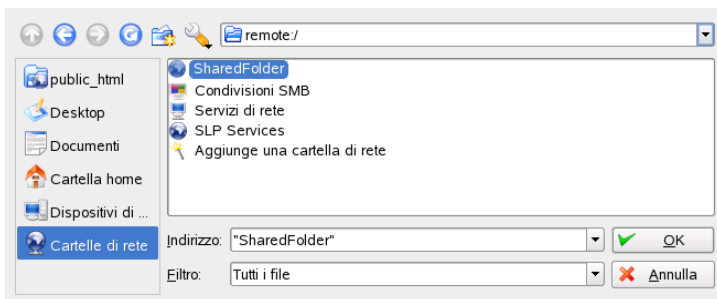 remote:/
public_html
Desktop
Documenti
Cartella home
Dispositivi di ...
Cartelle di rete
SharedFolder
Condivisioni SMB
Servizi di rete
SLP Services
Aggiunge una cartella di rete
Indirizzo: "SharedFolder"
OK
Filtro: Tutti i file
Annulla